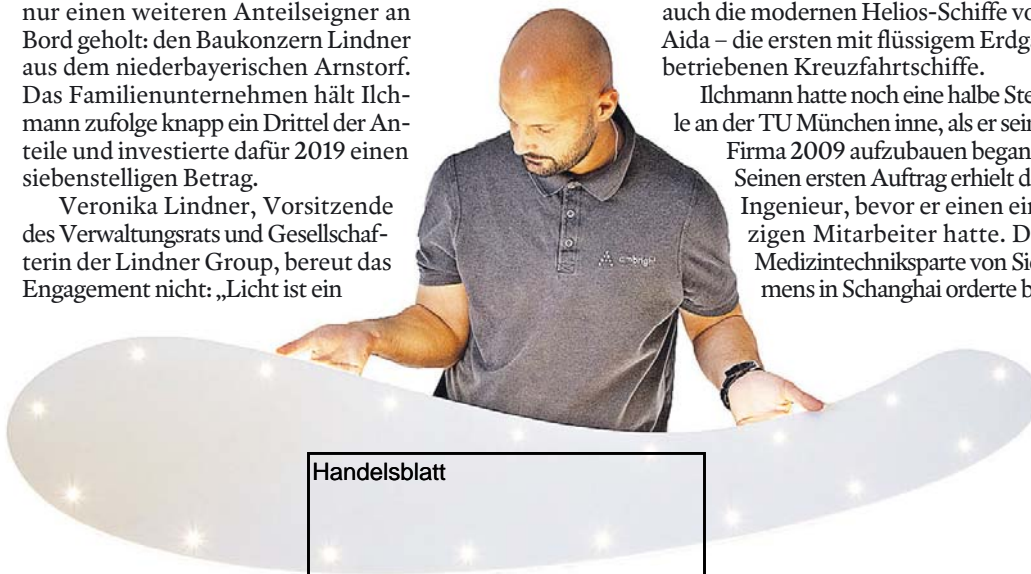 nur einen weiteren Anteilseigner an
Bord geholt: den Baukonzern Lindner
aus dem niederbayerischen Arnstorf.
Das Familienunternehmen hält Ilch-
mann zufolge knapp ein Drittel der An-
teile und investierte dafür 2019 einen
siebenstelligen Betrag.
Veronika Lindner, Vorsitzende
des Verwaltungsrats und Gesellschaf-
terin der Lindner Group, bereut das
Engagement nicht: „Licht ist ein
auch die modernen Helios-Schiffe vo
Aida – die ersten mit flüssigem Erdg
betriebenen Kreuzfahrtschiffe.
Ilchmann hatte noch eine halbe Ste
le an der TU München inne, als er sein
Firma 2009 aufzubauen began
Seinen ersten Auftrag erhielt d
Ingenieur, bevor er einen ein
zigen Mitarbeiter hatte. D
Medizintechniksparte von Sie
mens in Schanghai orderte b
ambright
Handelsblatt